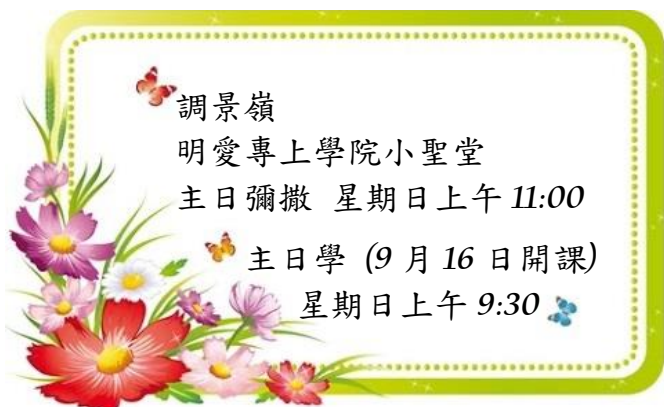 調景嶺
明愛專上學院小聖堂
主日彌撒 星期日上午 11:00
主日學 (9 月 16 日開課)
星期日上午 9:30